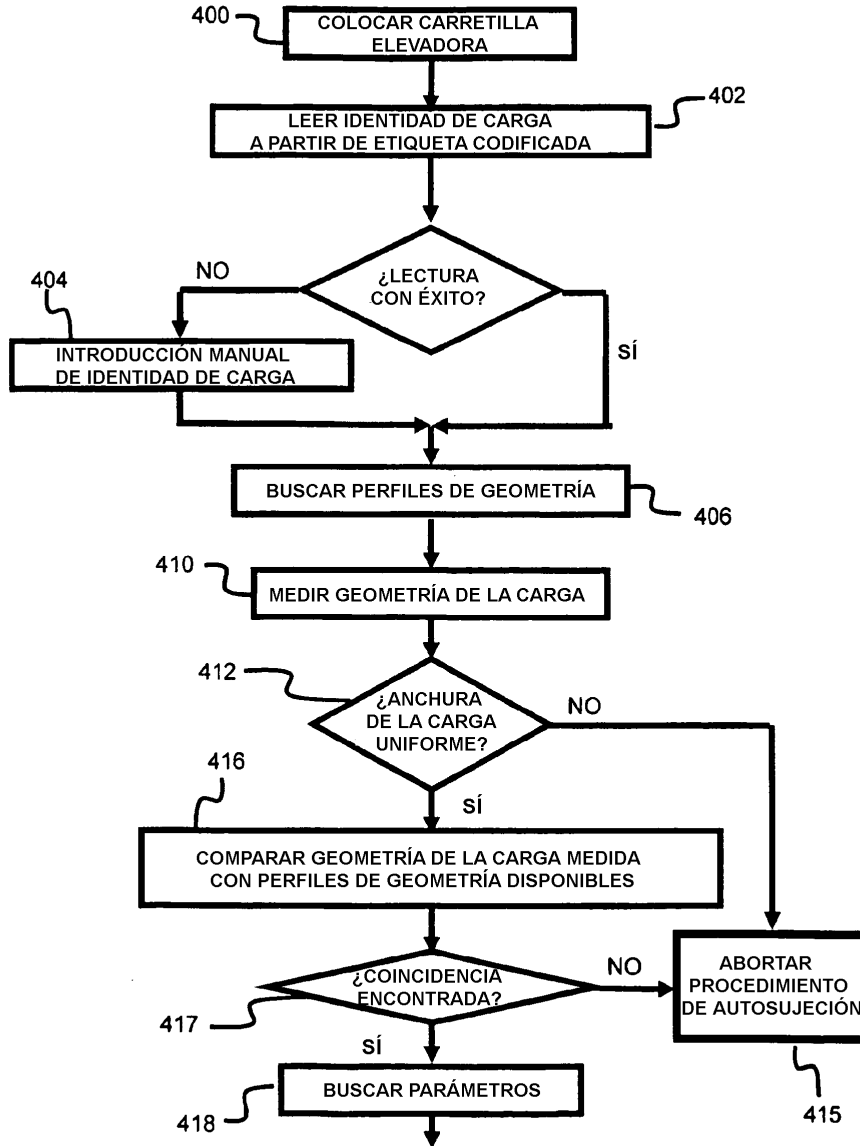 400
COLOCAR CARRETILLA
ELEVADORA
402
LEER IDENTIDAD DE CARGA
A PARTIR DE ETIQUETA CODIFICADA
¿LECTURA
CON ÉXITO?
NO
SÍ
404
INTRODUCCIÓN MANUAL
DE IDENTIDAD DE CARGA
BUSCAR PERFILES DE GEOMETRÍA
406
410
MEDIR GEOMETRÍA DE LA CARGA
412
¿ANCHURA
DE LA CARGA
UNIFORME?
NO
SÍ
416
COMPARAR GEOMETRÍA DE LA CARGA MEDIDA
CON PERFILES DE GEOMETRÍA DISPONIBLES
¿COINCIDENCIA
ENCONTRADA?
NO
417
SÍ
ABORTAR
PROCEDIMIENTO
DE AUTOSUJECIÓN
415
BUSCAR PARÁMETROS
418